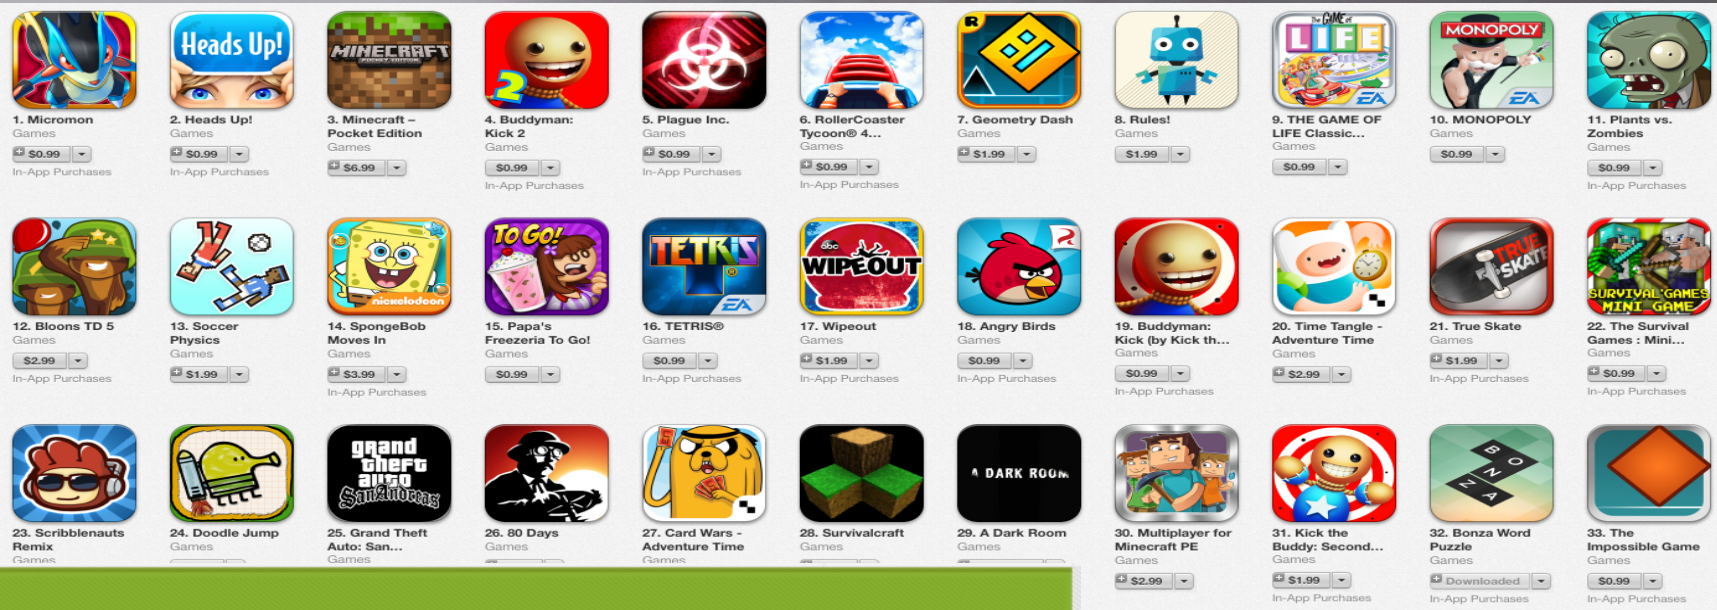 Heads Up!
MINECRAFT
POCKET EDITION
2
R
THE GAME of
LIFE
EA
MONOPOLY
EA
1. Micromon
Games
$0.99
In-App Purchases
2. Heads Up!
Games
$0.99
In-App Purchases
3. Minecraft –
Pocket Edition
Games
$6.99
4. Buddyman:
Kick 2
Games
$0.99
In-App Purchases
5. Plague Inc.
Games
$0.99
In-App Purchases
6. RollerCoaster
Tycoon® 4...
Games
$0.99
In-App Purchases
7. Geometry Dash
Games
$1.99
8. Rules!
Games
$1.99
9. THE GAME OF
LIFE Classic...
Games
$0.99
10. MONOPOLY
Games
$0.99
11. Plants vs.
Zombies
Games
$0.99
In-App Purchases
nickelodeon
TO GO!
TETRIS
EA
abc
WIPEOUT
TRUE
SKATE
SURVIVAL GAMES
MINI GAME
12. Bloons TD 5
Games
$2.99
In-App Purchases
13. Soccer
Physics
Games
$1.99
14. SpongeBob
Moves In
Games
$3.99
In-App Purchases
15. Papa's
Freezeria To Go!
Games
$0.99
16. TETRIS®
Games
$0.99
In-App Purchases
17. Wipeout
Games
$1.99
In-App Purchases
18. Angry Birds
Games
$0.99
In-App Purchases
19. Buddyman:
Kick (by Kick th...
Games
$0.99
In-App Purchases
20. Time Tangle -
Adventure Time
Games
$2.99
21. True Skate
Games
$1.99
In-App Purchases
22. The Survival
Games : Mini...
Games
$0.99
In-App Purchases
grand
theft
auto
SanAndreas
A DARK ROOM
BONZA
23. Scribblenauts
Remix
Games
24. Doodle Jump
Games
25. Grand Theft
Auto: San...
Games
26. 80 Days
Games
27. Card Wars -
Adventure Time
Games
28. Survivalcraft
Games
29. A Dark Room
Games
30. Multiplayer for
Minecraft PE
Games
$2.99
31. Kick the
Buddy: Second...
Games
$1.99
In-App Purchases
32. Bonza Word
Puzzle
Games
Downloaded
In-App Purchases
33. The
Impossible Game
Games
$0.99
In-App Purchases